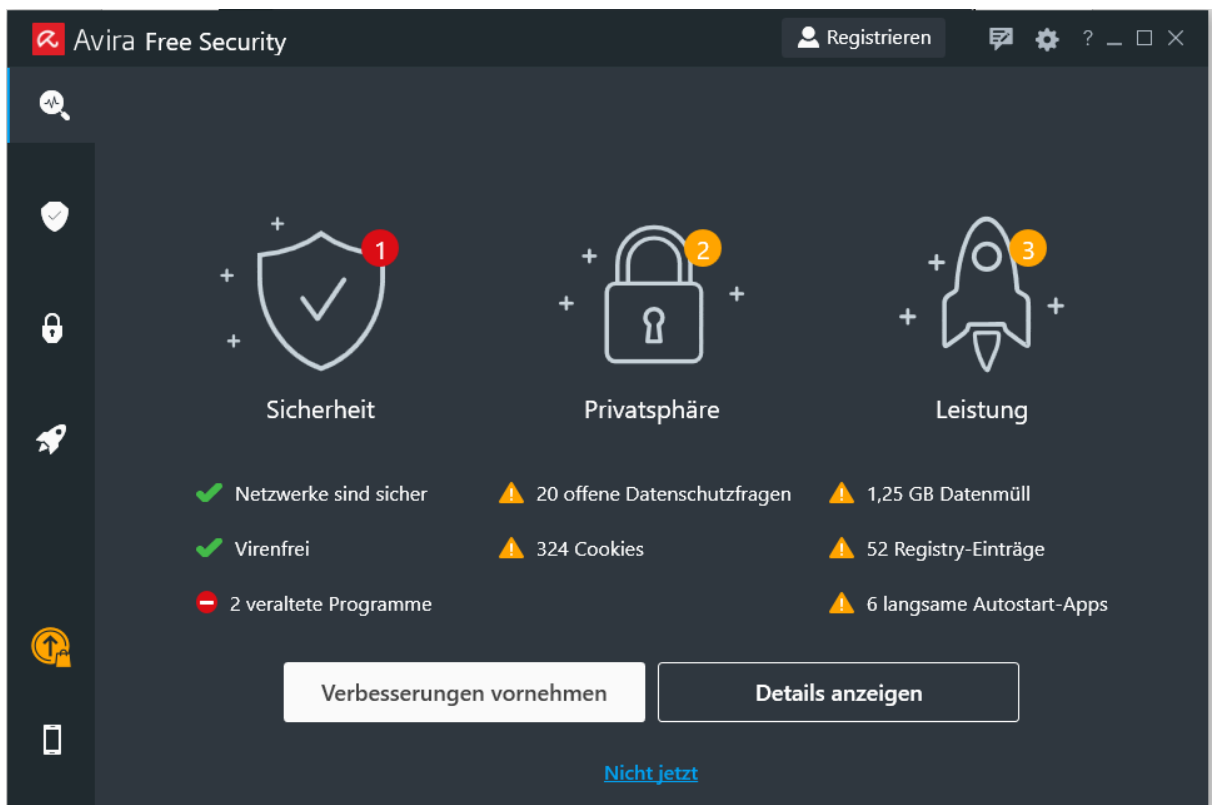 Avira Free Security
Registrieren
?
1
2
3
Sicherheit
Privatsphäre
Leistung
Netzwerke sind sicher
20 offene Datenschutzfragen
1,25 GB Datenmüll
Virenfrei
324 Cookies
52 Registry-Einträge
2 veraltete Programme
6 langsame Autostart-Apps
Verbesserungen vornehmen
Details anzeigen
Nicht jetzt